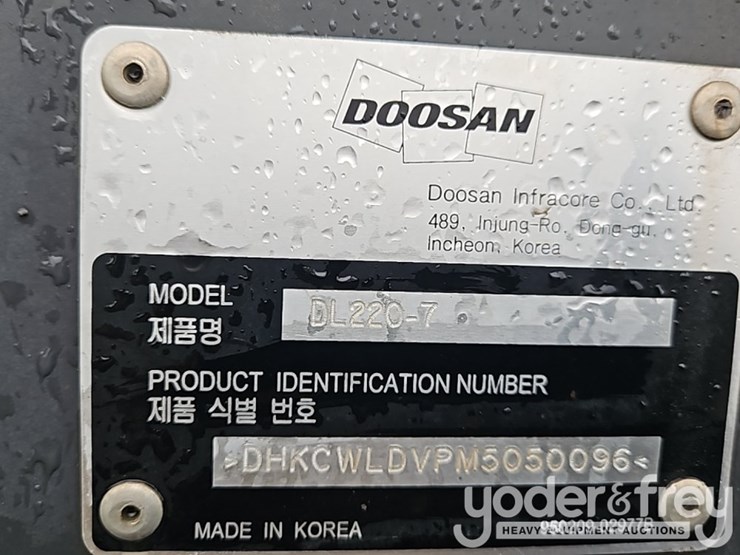 DOOSAN
Doosan Infracore Co., Ltd.
489, Injung-Ro, Dong-gu,
Incheon, Korea
MODEL DL220-7
제품명
PRODUCT IDENTIFICATION NUMBER
제품 식별 번호
>DHKCWLDVPM5050096<
MADE IN KOREA
yoder&frey
HEAVY EQUIPMENT AUCTIONS